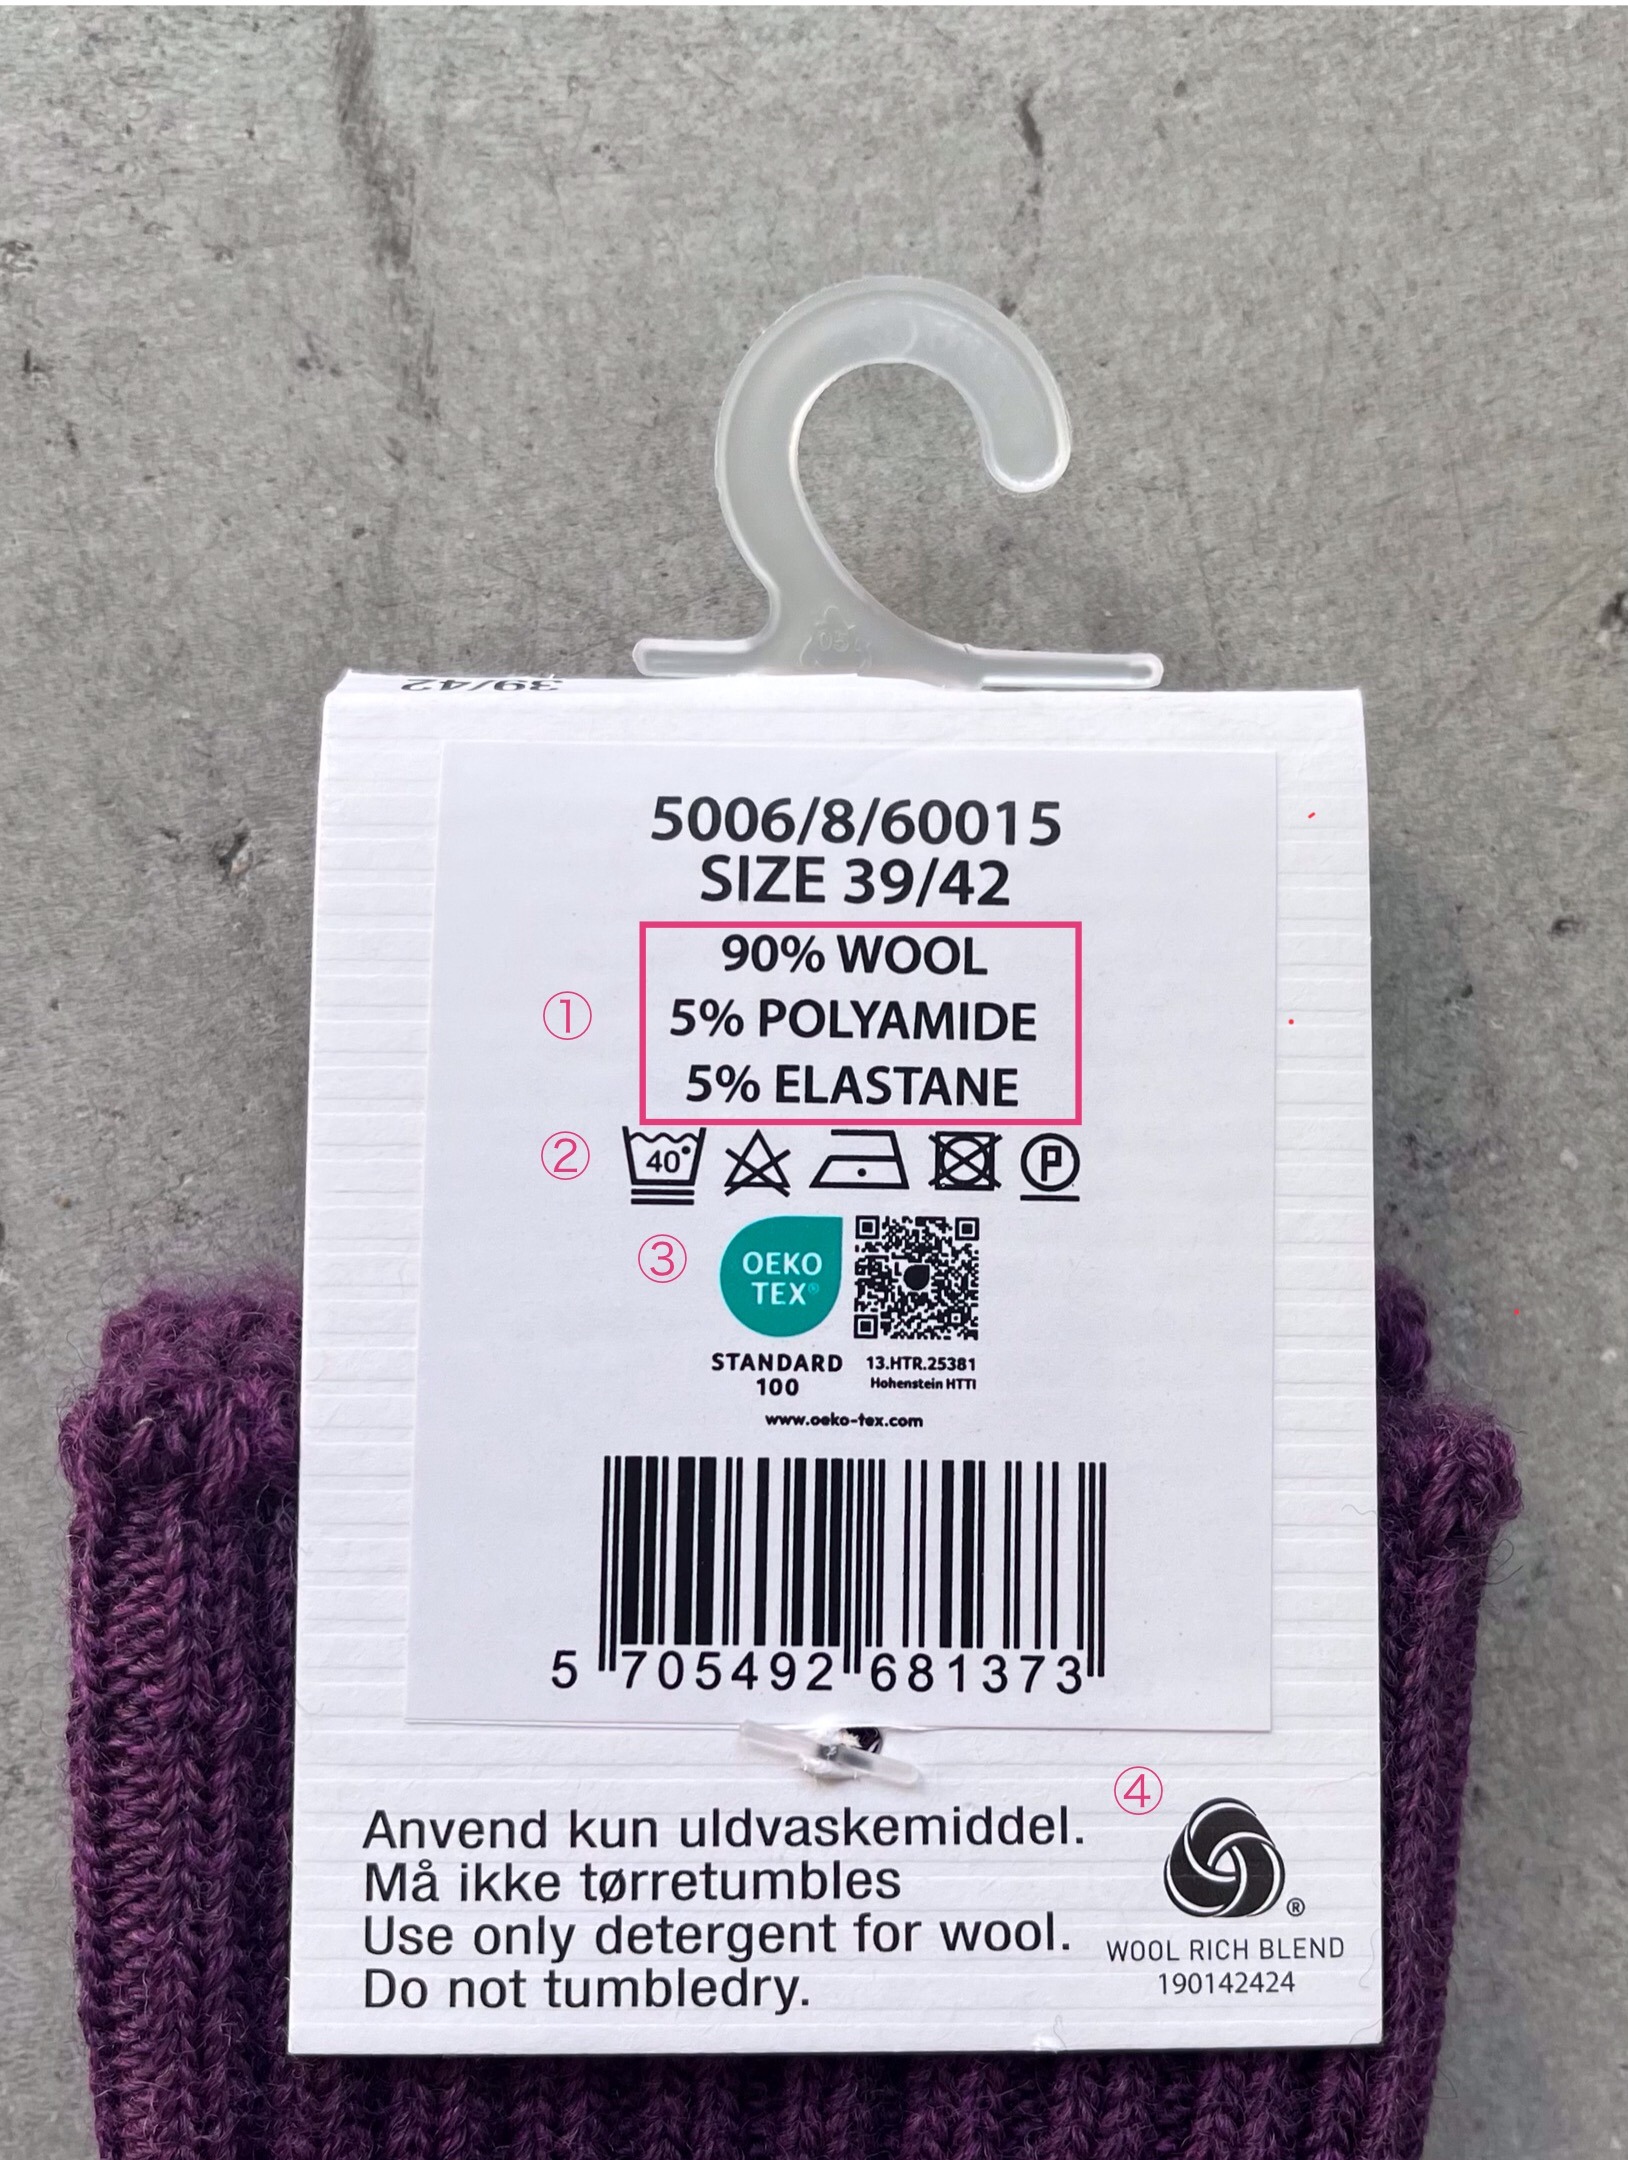 39/42
5006/8/60015
SIZE 39/42
90% WOOL
① 5% POLYAMIDE
5% ELASTANE
② 40° P
③ OEKO
TEX®
STANDARD
100
13.HTR.25381
Hohenstein HTTI
www.oeko-tex.com
5 705492 681373
④
Anvend kun uldvaskemiddel.
Må ikke tørretumbles
Use only detergent for wool.
Do not tumbledry.
®
WOOL RICH BLEND
190142424